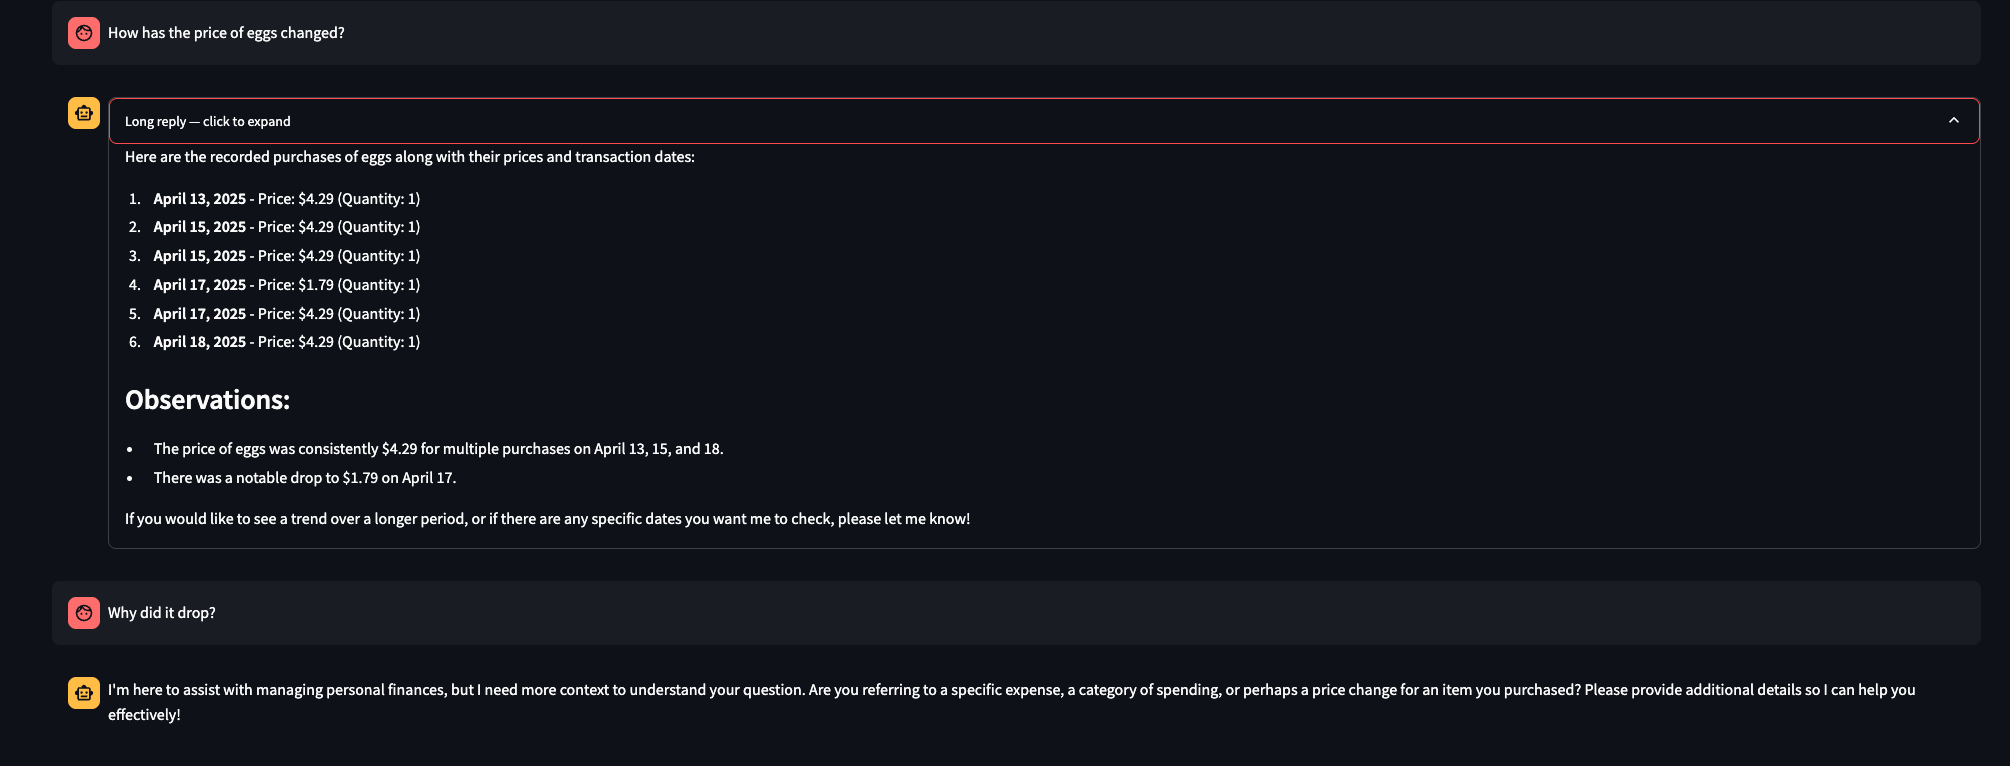 How has the price of eggs changed?
Long reply — click to expand
Here are the recorded purchases of eggs along with their prices and transaction dates:
1. April 13, 2025 - Price: $4.29 (Quantity: 1)
2. April 15, 2025 - Price: $4.29 (Quantity: 1)
3. April 15, 2025 - Price: $4.29 (Quantity: 1)
4. April 17, 2025 - Price: $1.79 (Quantity: 1)
5. April 17, 2025 - Price: $4.29 (Quantity: 1)
6. April 18, 2025 - Price: $4.29 (Quantity: 1)
Observations:
• The price of eggs was consistently $4.29 for multiple purchases on April 13, 15, and 18.
• There was a notable drop to $1.79 on April 17.
If you would like to see a trend over a longer period, or if there are any specific dates you want me to check, please let me know!
Why did it drop?
I'm here to assist with managing personal finances, but I need more context to understand your question. Are you referring to a specific expense, a category of spending, or perhaps a price change for an item you purchased? Please provide additional details so I can help you
effectively!